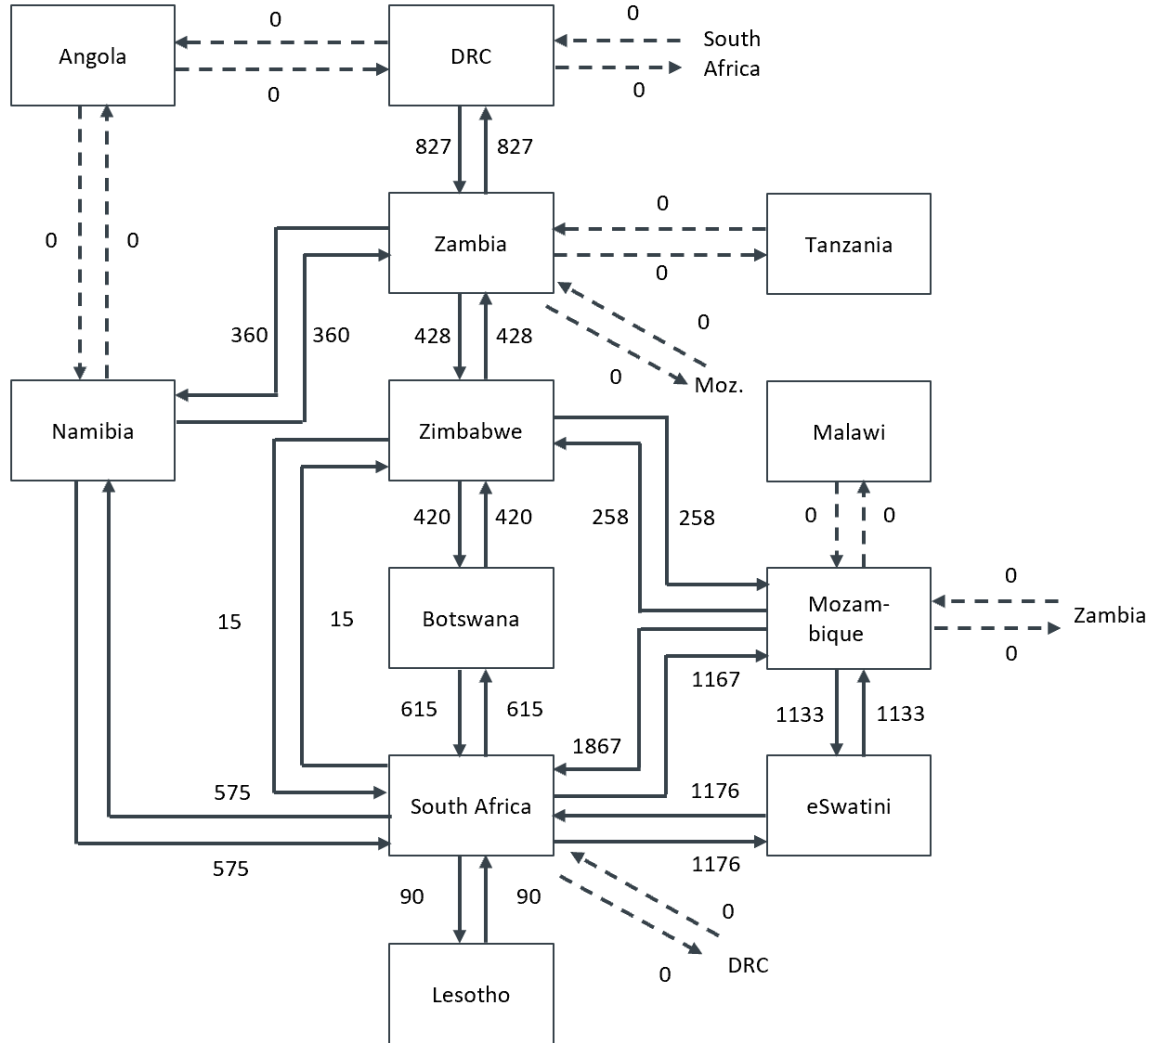 0
0
Angola
DRC
South
Africa
0
0
827
827
0
Zambia
Tanzania
0
0
0
360
360
428
428
0
0
Moz.
Namibia
Zimbabwe
Malawi
420
420
258
258
0
0
0
15
15
Botswana
Mozam-
bique
Zambia
0
615
615
1167
1133
1133
1867
575
1176
South Africa
eSwatini
575
1176
90
90
0
0
DRC
Lesotho